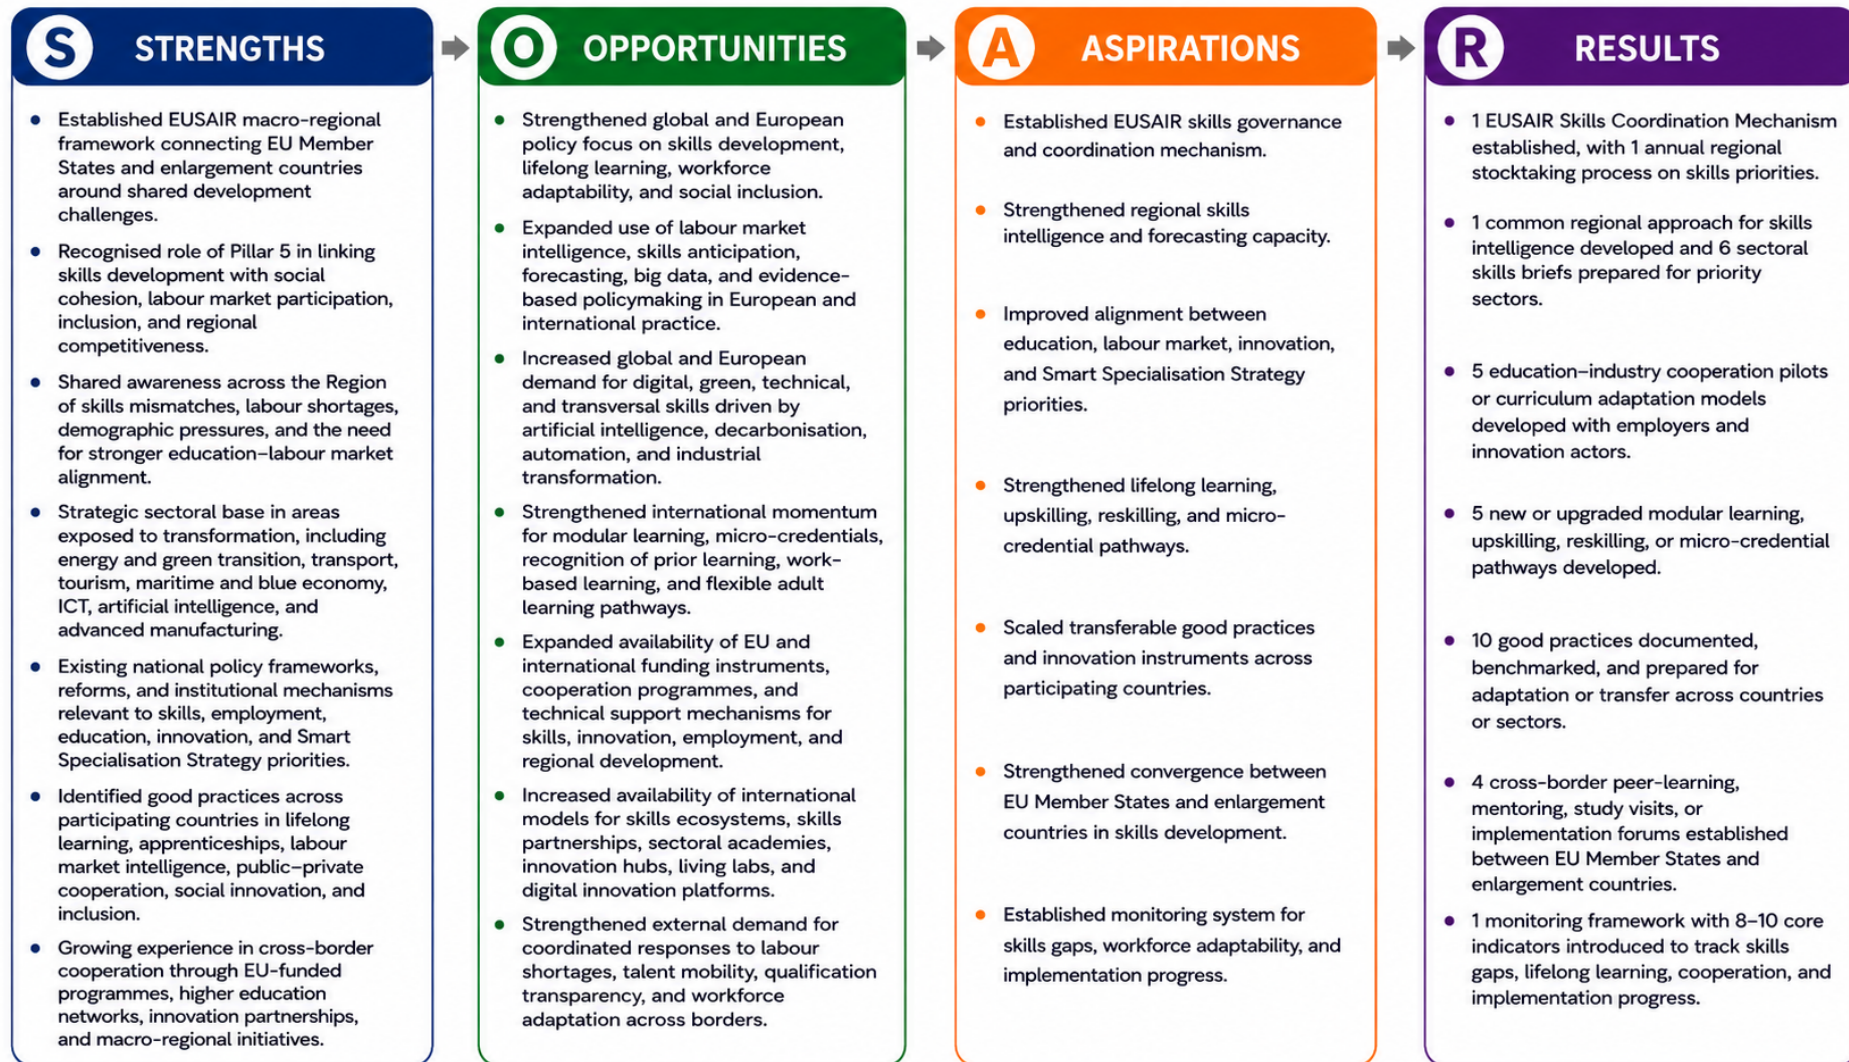 S STRENGTHS
Established EUSAIR macro-regional
framework connecting EU Member
States and enlargement countries
around shared development
challenges.
Recognised role of Pillar 5 in linking
skills development with social
cohesion, labour market participation,
inclusion, and regional
competitiveness.
Shared awareness across the Region
of skills mismatches, labour shortages,
demographic pressures, and the need
for stronger education–labour market
alignment.
Strategic sectoral base in areas
exposed to transformation, including
energy and green transition, transport,
tourism, maritime and blue economy,
ICT, artificial intelligence, and
advanced manufacturing.
Existing national policy frameworks,
reforms, and institutional mechanisms
relevant to skills, employment,
education, innovation, and Smart
Specialisation Strategy priorities.
Identified good practices across
participating countries in lifelong
learning, apprenticeships, labour
market intelligence, public–private
cooperation, social innovation, and
inclusion.
Growing experience in cross-border
cooperation through EU-funded
programmes, higher education
networks, innovation partnerships,
and macro-regional initiatives.
O OPPORTUNITIES
Strengthened global and European
policy focus on skills development,
lifelong learning, workforce
adaptability, and social inclusion.
Expanded use of labour market
intelligence, skills anticipation,
forecasting, big data, and evidence-
based policymaking in European and
international practice.
Increased global and European
demand for digital, green, technical,
and transversal skills driven by
artificial intelligence, decarbonisation,
automation, and industrial
transformation.
Strengthened international momentum
for modular learning, micro-credentials,
recognition of prior learning, work-
based learning, and flexible adult
learning pathways.
Expanded availability of EU and
international funding instruments,
cooperation programmes, and
technical support mechanisms for
skills, innovation, employment, and
regional development.
Increased availability of international
models for skills ecosystems, skills
partnerships, sectoral academies,
innovation hubs, living labs, and
digital innovation platforms.
Strengthened external demand for
coordinated responses to labour
shortages, talent mobility, qualification
transparency, and workforce
adaptation across borders.
A ASPIRATIONS
Established EUSAIR skills governance
and coordination mechanism.
Strengthened regional skills
intelligence and forecasting capacity.
Improved alignment between
education, labour market, innovation,
and Smart Specialisation Strategy
priorities.
Strengthened lifelong learning,
upskilling, reskilling, and micro-
credential pathways.
Scaled transferable good practices
and innovation instruments across
participating countries.
Strengthened convergence between
EU Member States and enlargement
countries in skills development.
Established monitoring system for
skills gaps, workforce adaptability, and
implementation progress.
R RESULTS
1 EUSAIR Skills Coordination Mechanism
established, with 1 annual regional
stocktaking process on skills priorities.
1 common regional approach for skills
intelligence developed and 6 sectoral
skills briefs prepared for priority
sectors.
5 education–industry cooperation pilots
or curriculum adaptation models
developed with employers and
innovation actors.
5 new or upgraded modular learning,
upskilling, reskilling, or micro-credential
pathways developed.
10 good practices documented,
benchmarked, and prepared for
adaptation or transfer across countries
or sectors.
4 cross-border peer-learning,
mentoring, study visits, or
implementation forums established
between EU Member States and
enlargement countries.
1 monitoring framework with 8–10 core
indicators introduced to track skills
gaps, lifelong learning, cooperation, and
implementation progress.